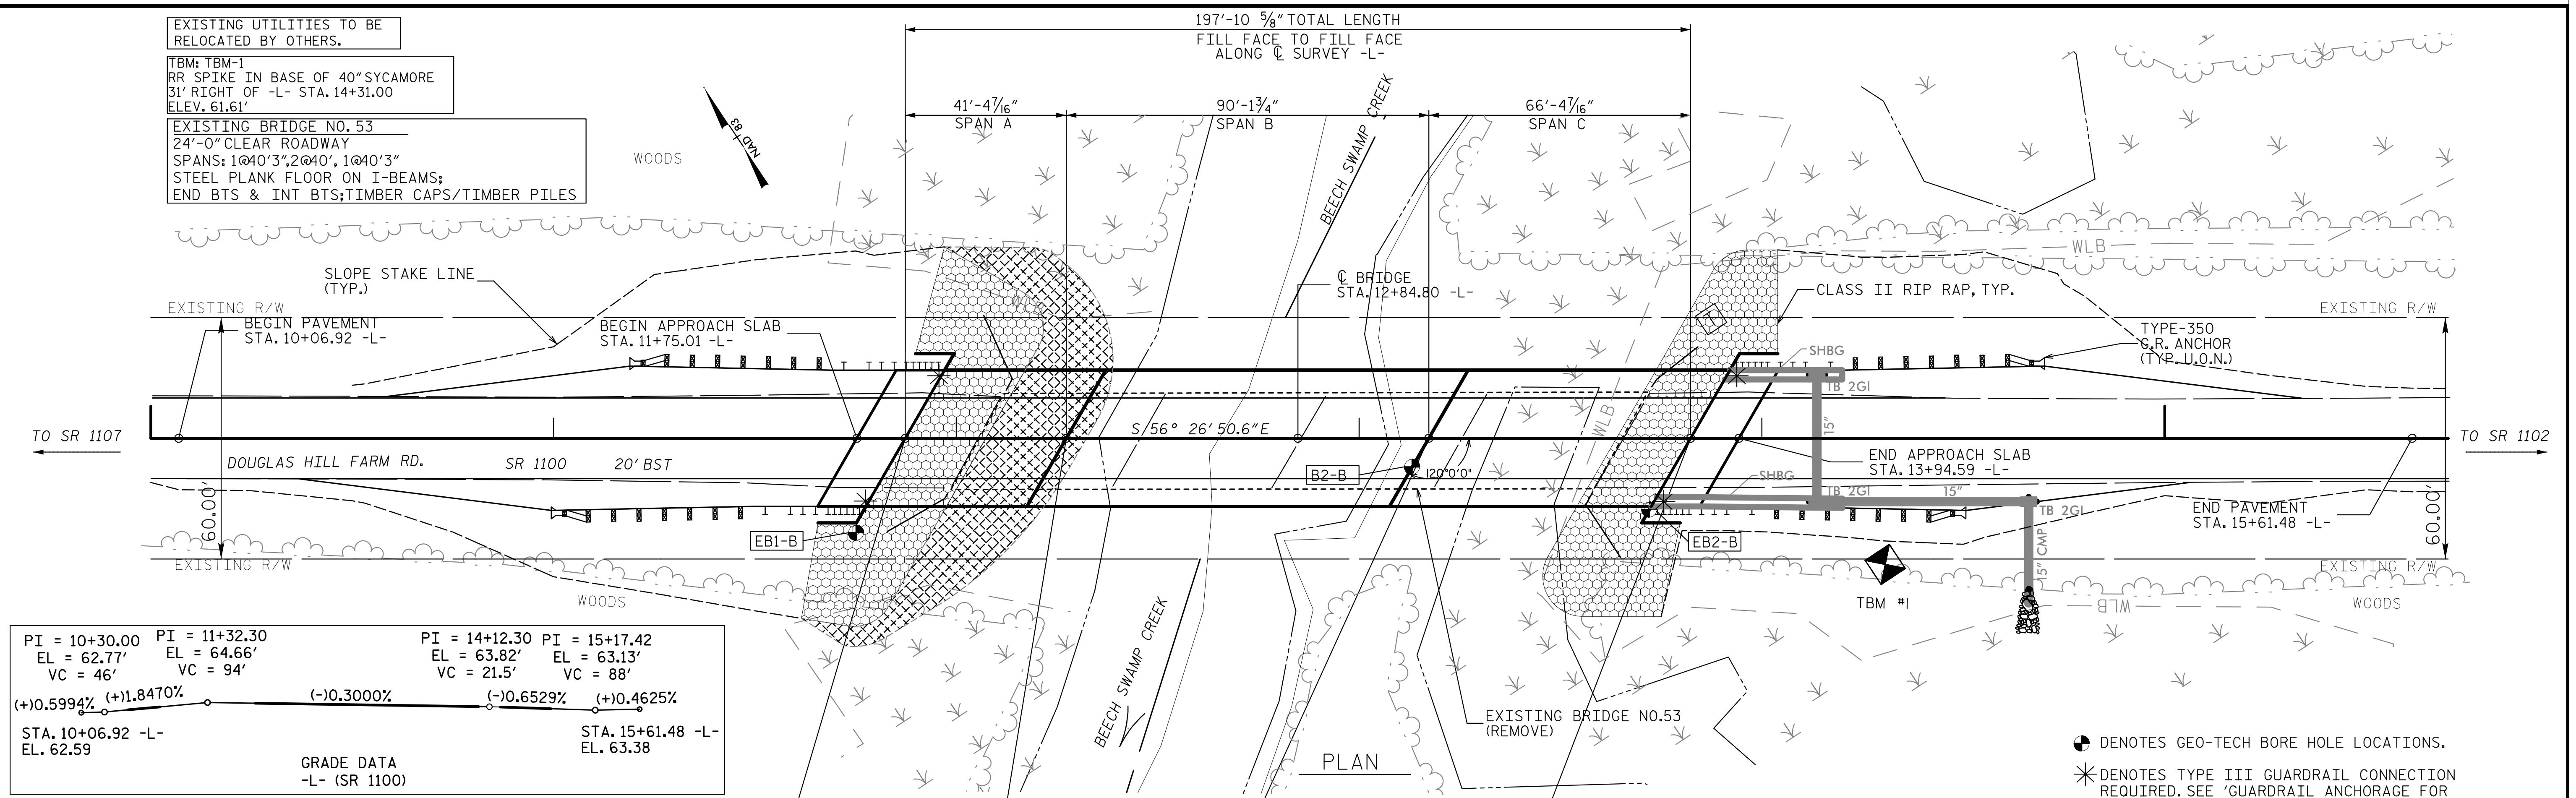 EXISTING UTILITIES TO BE
RELOCATED BY OTHERS.
TBM: TBM-1
RR SPIKE IN BASE OF 40" SYCAMORE
31' RIGHT OF -L- STA. 14+31.00
ELEV. 61.61'
EXISTING BRIDGE NO. 53
24'-0" CLEAR ROADWAY
SPANS: 1@40'3", 2@40', 1@40'3"
STEEL PLANK FLOOR ON I-BEAMS;
END BTS & INT BTS; TIMBER CAPS/TIMBER PILES
197'-10 5/8" TOTAL LENGTH
FILL FACE TO FILL FACE
ALONG ℄ SURVEY -L-
41'-4 7/16"
SPAN A
90'-1 3/4"
SPAN B
66'-4 7/16"
SPAN C
NAD 83
WOODS
BEECH SWAMP CREEK
SLOPE STAKE LINE
(TYP.)
EXISTING R/W
BEGIN PAVEMENT
STA. 10+06.92 -L-
BEGIN APPROACH SLAB
STA. 11+75.01 -L-
WLB
℄ BRIDGE
STA. 12+84.80 -L-
WLB
CLASS II RIP RAP, TYP.
EXISTING R/W
TYPE-350
G.R. ANCHOR
(TYP. U.O.N.)
T
SHBG
TB 2GI
15"
WLB
TO SR 1107
S 56° 26' 50.6" E
TO SR 1102
DOUGLAS HILL FARM RD.
SR 1100
20' BST
B2-B
120°0'0"
END APPROACH SLAB
STA. 13+94.59 -L-
SHBG
TB 2GI
15"
TB 2GI
END PAVEMENT
STA. 15+61.48 -L-
60.00'
60.00'
EB1-B
EB2-B
EXISTING R/W
EXISTING R/W
15" CMP
TBM #1
WLB
WOODS
WOODS
PI = 10+30.00
EL = 62.77'
VC = 46'
PI = 11+32.30
EL = 64.66'
VC = 94'
PI = 14+12.30
EL = 63.82'
VC = 21.5'
PI = 15+17.42
EL = 63.13'
VC = 88'
(+)0.5994%
(+)1.8470%
(-)0.3000%
(-)0.6529%
(+)0.4625%
STA. 10+06.92 -L-
EL. 62.59
STA. 15+61.48 -L-
EL. 63.38
GRADE DATA
-L- (SR 1100)
BEECH SWAMP CREEK
EXISTING BRIDGE NO.53
(REMOVE)
PLAN
DENOTES GEO-TECH BORE HOLE LOCATIONS.
DENOTES TYPE III GUARDRAIL CONNECTION
REQUIRED. SEE 'GUARDRAIL ANCHORAGE FOR